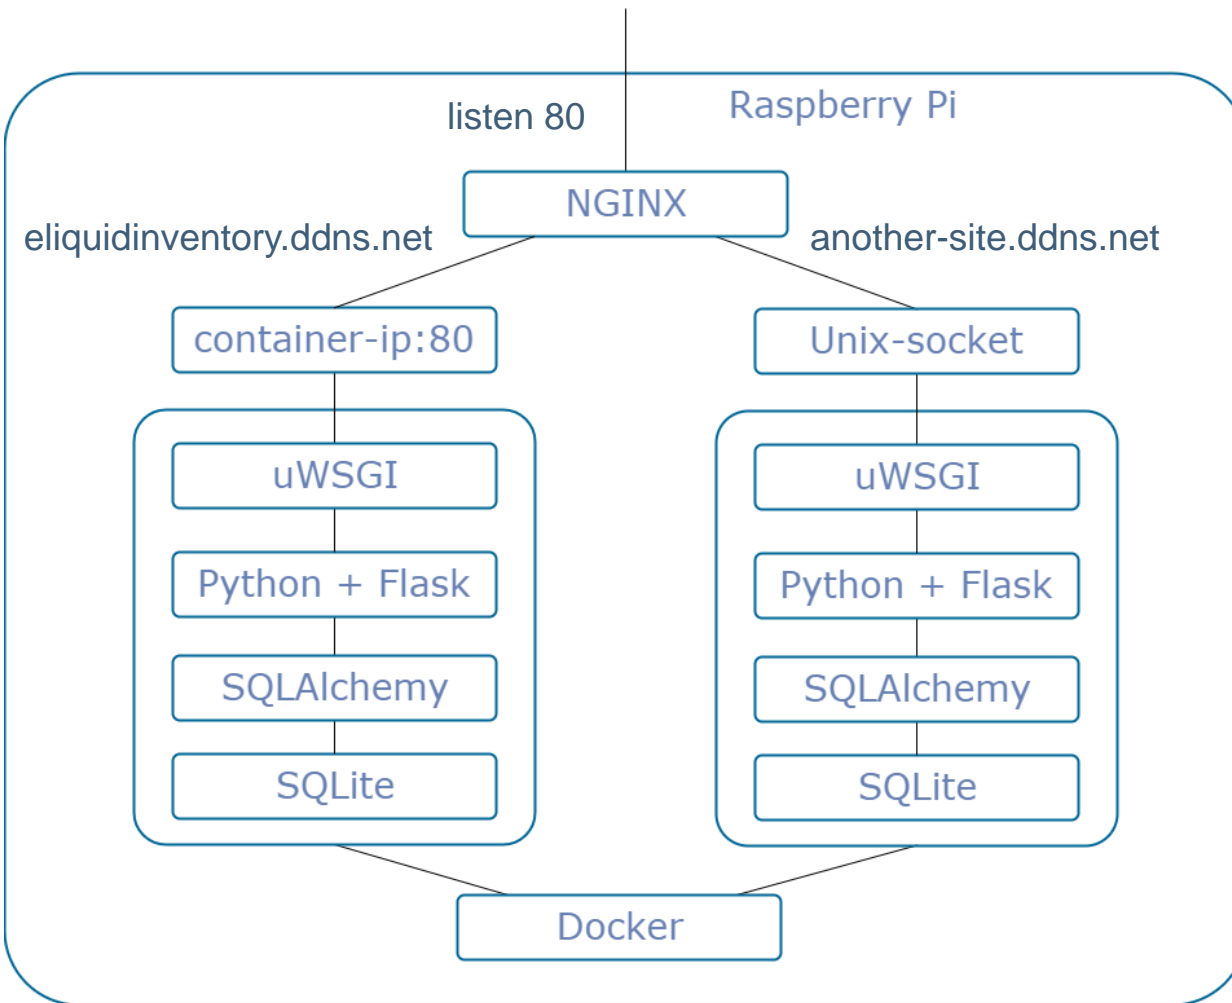 listen 80
Raspberry Pi
NGINX
eliquidinventory.ddns.net
another-site.ddns.net
container-ip:80
Unix-socket
uWSGI
uWSGI
Python + Flask
Python + Flask
SQLAlchemy
SQLAlchemy
SQLite
SQLite
Docker